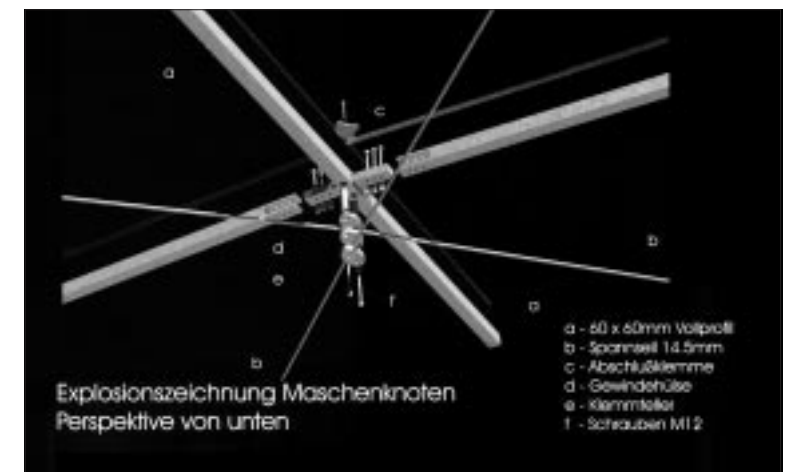 a
c
b
d
e
f
a
b
a - 60 x 60mm Vollprofil
b - Spannseil 14.5mm
c - Abschlußklemme
d - Gewindehülse
e - Klemmteller
f - Schrauben M12
Explosionszeichnung Maschenknoten
Perspektive von unten